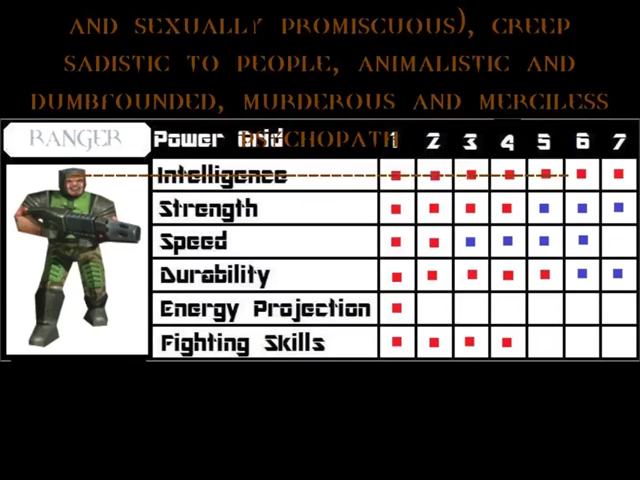 AND SEXUALLY PROMISCUOUS), CREEP
SADISTIC TO PEOPLE, ANIMALISTIC AND
DUMBFOUNDED, MURDEROUS AND MERCILESS
PSYCHOPATH
RANGER
Power Grid 1 2 3 4 5 6 7
Intelligence
Strength
Speed
Durability
Energy Projection
Fighting Skills